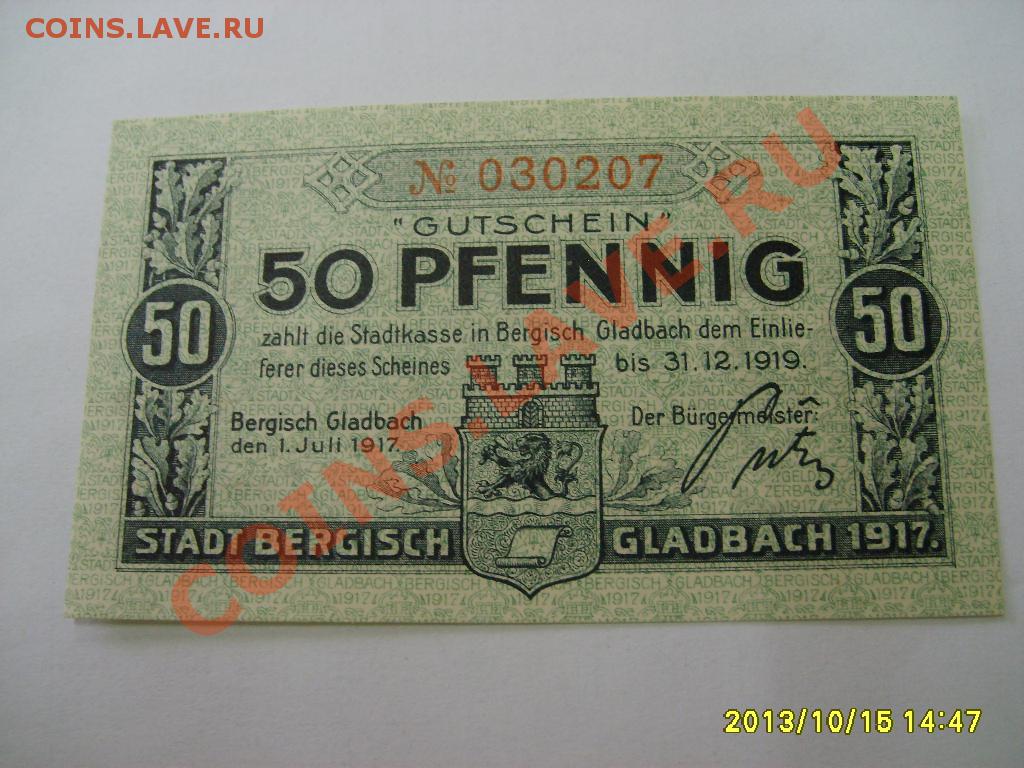 COINS.LAVE.RU
№ 030207
"GUTSCHEIN"
50 PFENNIG
50
50
zahlt die Stadtkasse in Bergisch Gladbach dem Einlie-
ferer dieses Scheines bis 31.12.1919.
Bergisch Gladbach
den 1. Juli 1917.
Der Bürgermeister:
STADT BERGISCH GLADBACH 1917.
COINS.LAVE.RU
2013/10/15 14:47